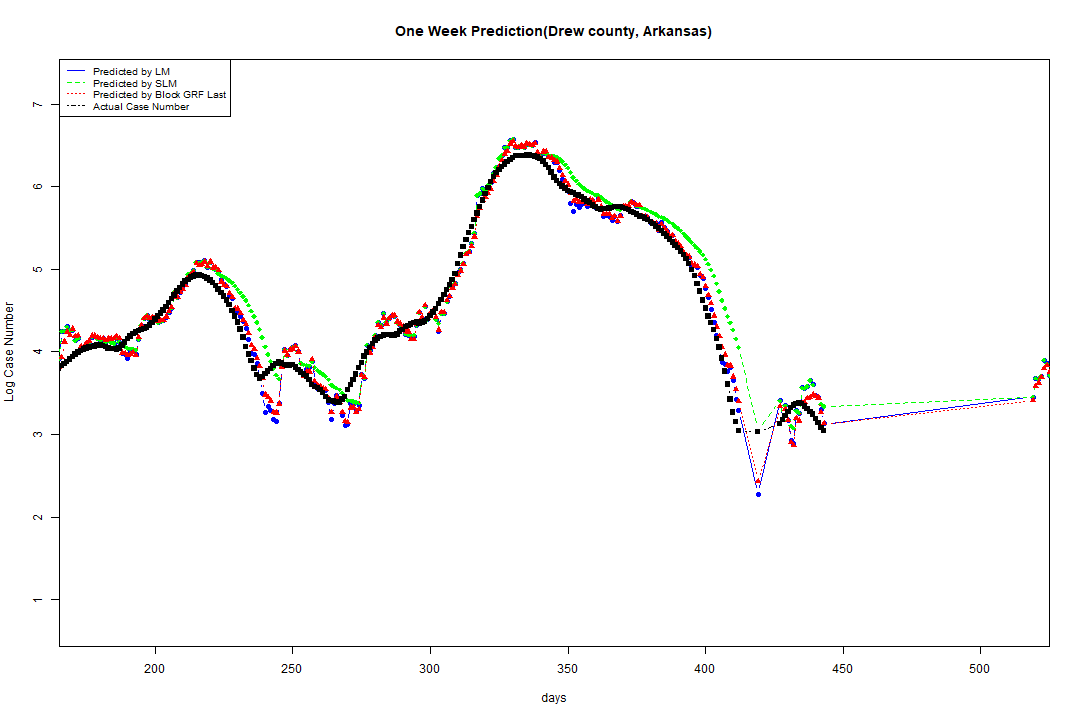 One Week Prediction(Drew county, Arkansas)
Predicted by LM
Predicted by SLM
Predicted by Block GRF Last
Actual Case Number
Log Case Number
7
6
5
4
3
2
1
200 250 300 350 400 450 500
days